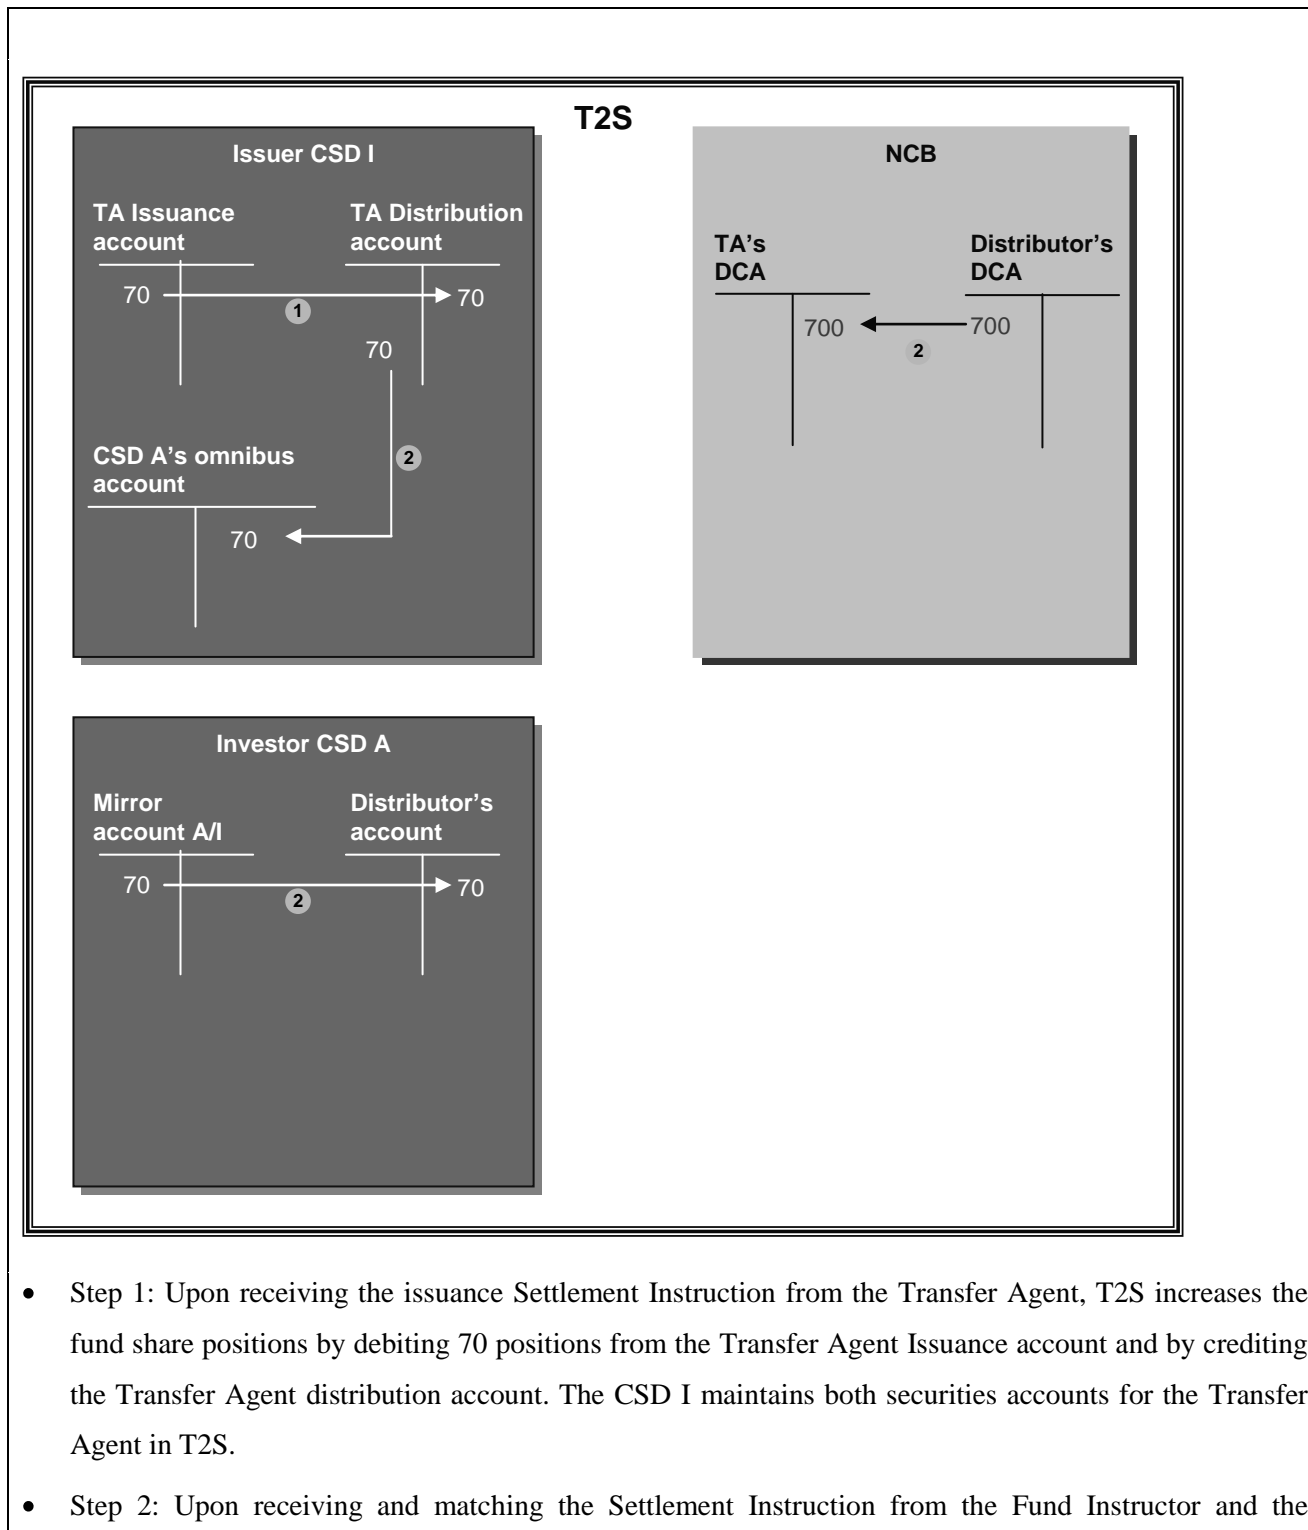 T2S
Issuer CSD I
TA Issuance
account
TA Distribution
account
70
1
70
70
CSD A's omnibus
account
2
70
NCB
TA's
DCA
Distributor's
DCA
700
700
2
Investor CSD A
Mirror
account A/I
Distributor's
account
70
2
70
• Step 1: Upon receiving the issuance Settlement Instruction from the Transfer Agent, T2S increases the
fund share positions by debiting 70 positions from the Transfer Agent Issuance account and by crediting
the Transfer Agent distribution account. The CSD I maintains both securities accounts for the Transfer
Agent in T2S.
• Step 2: Upon receiving and matching the Settlement Instruction from the Fund Instructor and the